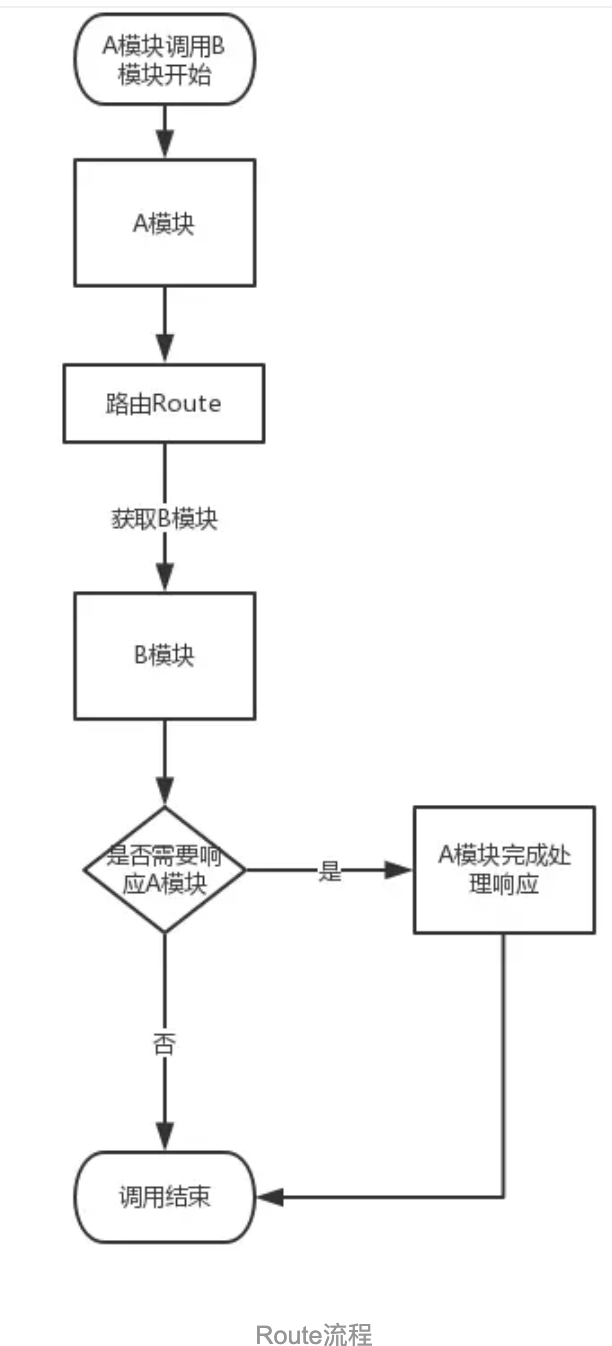 A模块调用B
模块开始
A模块
路由Route
获取B模块
B模块
是否需要响
应A模块
是
A模块完成处
理响应
否
调用结束
Route流程